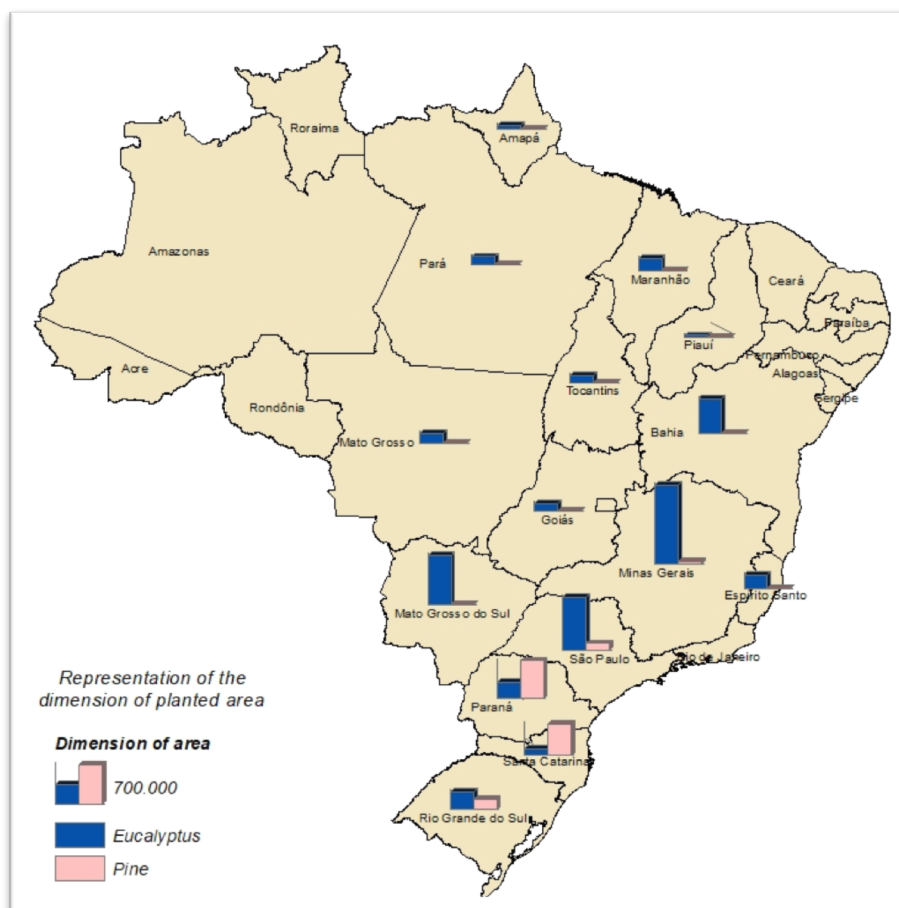 Roraima
Amapá
Amazonas
Pará
Maranhão
Ceará
Paraíba
Piauí
Pernambuco
Alagoas
Sergipe
Acre
Tocantins
Rondônia
Bahia
Mato Grosso
Goiás
Minas Gerais
Espírito Santo
Mato Grosso do Sul
São Paulo
Rio de Janeiro
Paraná
Santa Catarina
Rio Grande do Sul
Representation of the
dimension of planted area
Dimension of area
700.000
Eucalyptus
Pine